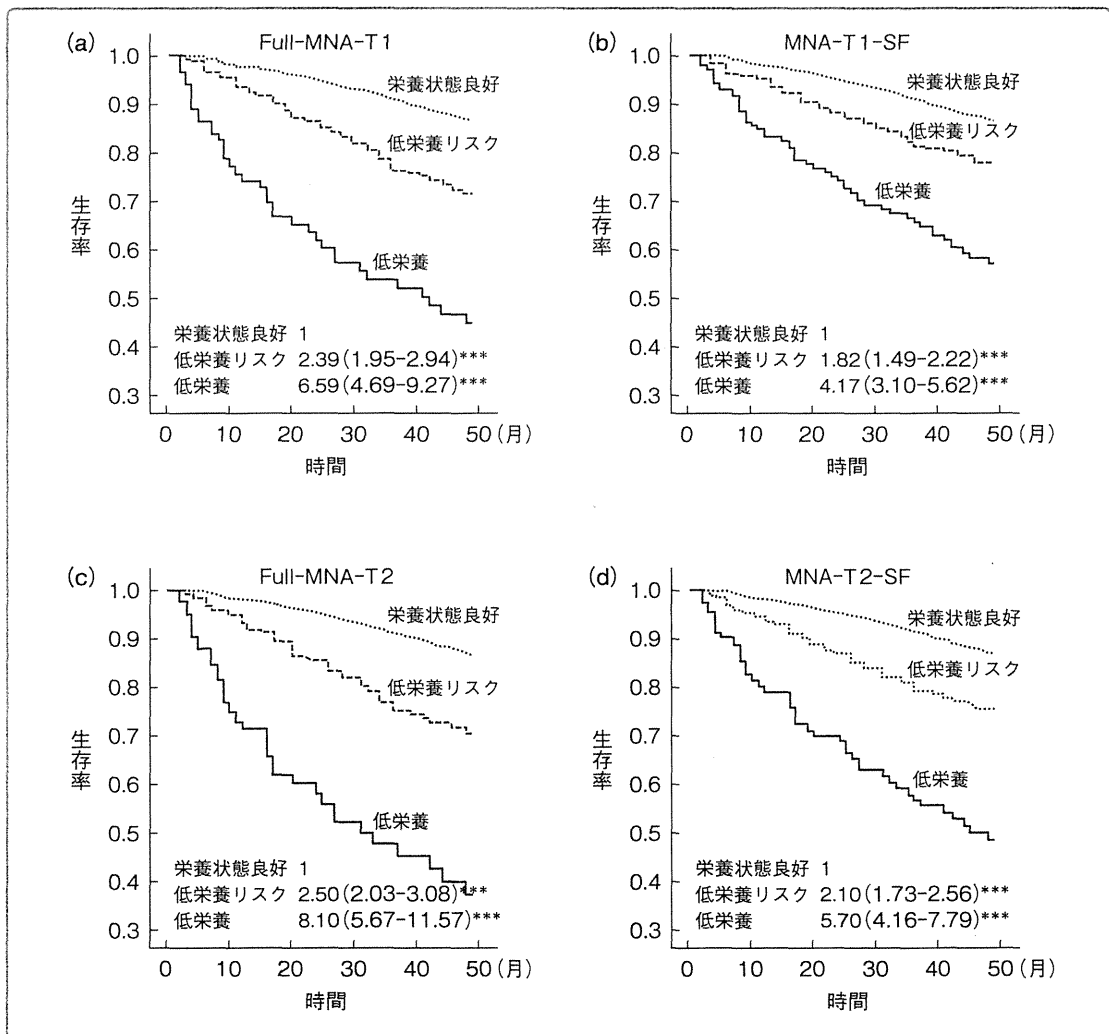 (a) Full-MNA-T1
1.0
0.9
0.8
0.7
0.6
0.5
0.4
0.3
生存率
栄養状態良好
低栄養リスク
低栄養
栄養状態良好 1
低栄養リスク 2.39(1.95-2.94)***
低栄養 6.59(4.69-9.27)***
0 10 20 30 40 50(月)
時間
(b) MNA-T1-SF
1.0
0.9
0.8
0.7
0.6
0.5
0.4
0.3
生存率
栄養状態良好
低栄養リスク
低栄養
栄養状態良好 1
低栄養リスク 1.82(1.49-2.22)***
低栄養 4.17(3.10-5.62)***
0 10 20 30 40 50(月)
時間
(c) Full-MNA-T2
1.0
0.9
0.8
0.7
0.6
0.5
0.4
0.3
生存率
栄養状態良好
低栄養リスク
低栄養
栄養状態良好 1
低栄養リスク 2.50(2.03-3.08)***
低栄養 8.10(5.67-11.57)***
0 10 20 30 40 50(月)
時間
(d) MNA-T2-SF
1.0
0.9
0.8
0.7
0.6
0.5
0.4
0.3
生存率
栄養状態良好
低栄養リスク
低栄養
栄養状態良好 1
低栄養リスク 2.10(1.73-2.56)***
低栄養 5.70(4.16-7.79)***
0 10 20 30 40 50(月)
時間